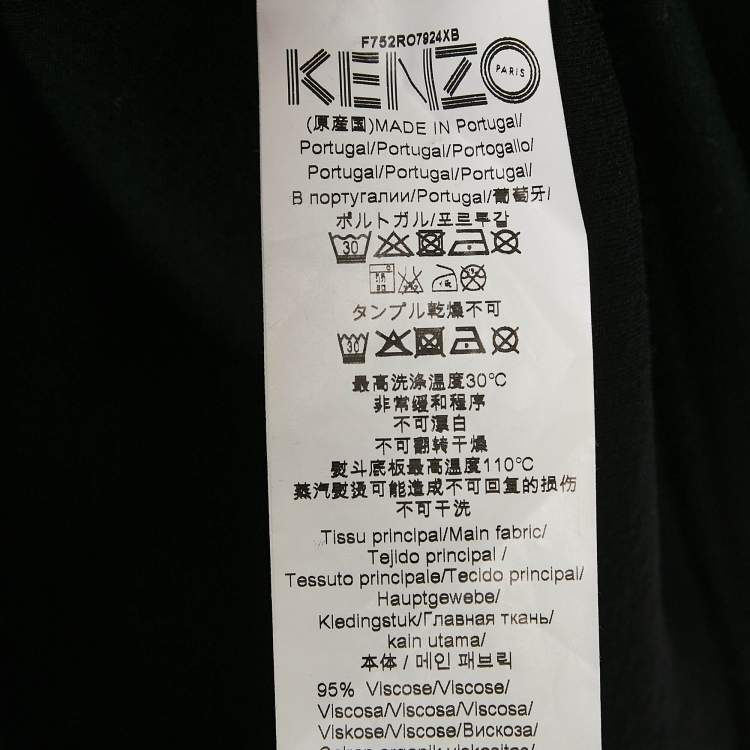 F752RO7924XB
KENZO PARIS
(原産国)MADE IN Portugal/
Portugal/Portugal/Portogallo/
Portugal/Portugal/Portugal/
В португалии/Portugal/葡萄牙/
ポルトガル/포르투갈
30
タンブル乾燥不可
30
最高洗涤温度30°C
非常缓和程序
不可漂白
不可翻转干燥
熨斗底板最高温度110°C
蒸汽熨烫可能造成不可回复的损伤
不可干洗
Tissu principal/Main fabric/
Tejido principal /
Tessuto principale/Tecido principal/
Hauptgewebe/
Kledingstuk/Главная ткань/
kain utama/
本体 / 메인 패브릭
95% Viscose/Viscose/
Viscosa/Viscosa/Viscosa/
Viskose/Viscose/Вискоза/